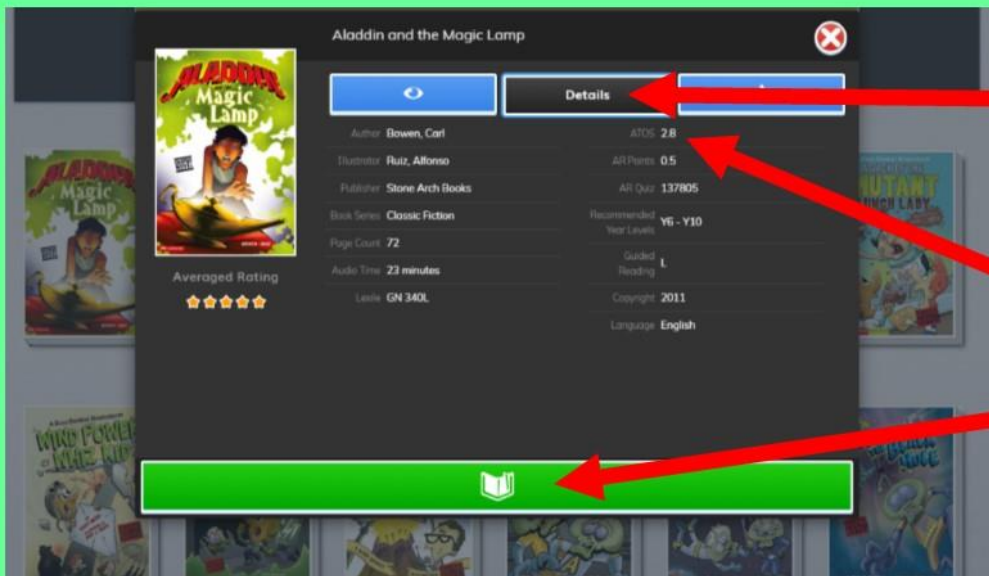 Aladdin and the Magic Lamp
ALADDIN
Magic
Lamp
Details
Author Bowen, Carl
Illustrator Ruiz, Alfonso
Publisher Stone Arch Books
Book Series Classic Fiction
Page Count 72
Audio Time 23 minutes
Lexile GN 340L
ATOS 2.8
AR Points 0.5
AR Quiz 137805
Recommended
Year Levels Y6 - Y10
Guided
Reading L
Copyright 2011
Language English
Averaged Rating
ALADDIN
Magic
Lamp
MUTANT
LUNCH LADY
WIND POWER
WHIZ KID